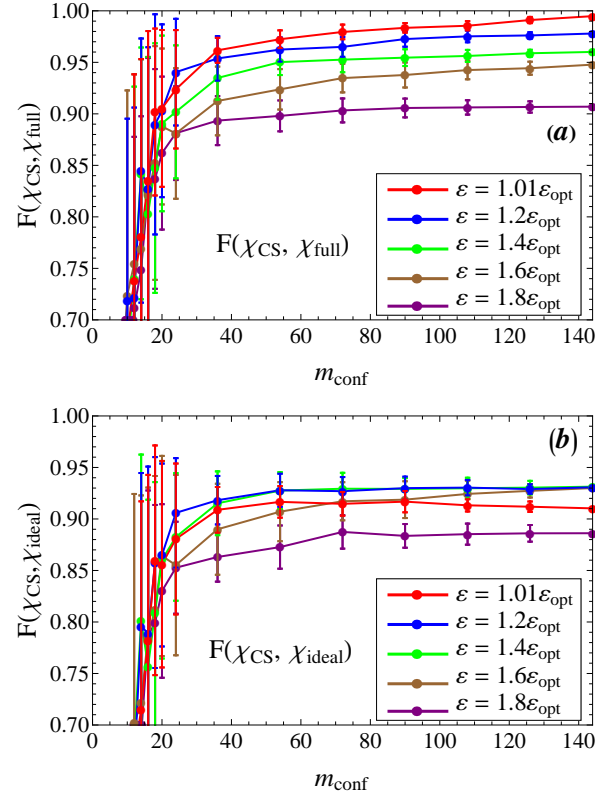 1.00
0.95
0.90
0.85
0.80
0.75
0.70
F(χCS,χfull)
(a)
F(χCS, χfull)
ε = 1.01εopt
ε = 1.2εopt
ε = 1.4εopt
ε = 1.6εopt
ε = 1.8εopt
0 20 40 60 80 100 120 140
mconf
1.00
0.95
0.90
0.85
0.80
0.75
0.70
F(χCS,χideal)
(b)
F(χCS, χideal)
ε = 1.01εopt
ε = 1.2εopt
ε = 1.4εopt
ε = 1.6εopt
ε = 1.8εopt
0 20 40 60 80 100 120 140
mconf